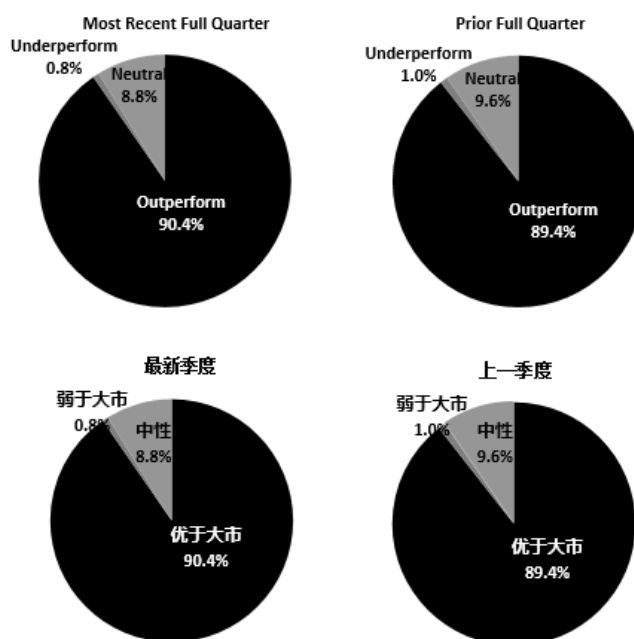 Most Recent Full Quarter
Underperform
0.8%
Neutral
8.8%
Outperform
90.4%
Prior Full Quarter
Underperform
1.0%
Neutral
9.6%
Outperform
89.4%
最新季度
弱于大市
0.8%
中性
8.8%
优于大市
90.4%
上一季度
弱于大市
1.0%
中性
9.6%
优于大市
89.4%